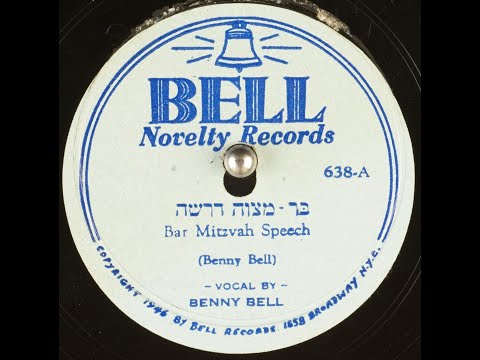 BELL
Novelty Records
638-A
בר - מצוה דרשה
Bar Mitzvah Speech
(Benny Bell)
- VOCAL BY -
BENNY BELL
COPYRIGHT 1946 BY BELL RECORDS 1658 BROADWAY N.Y.C.